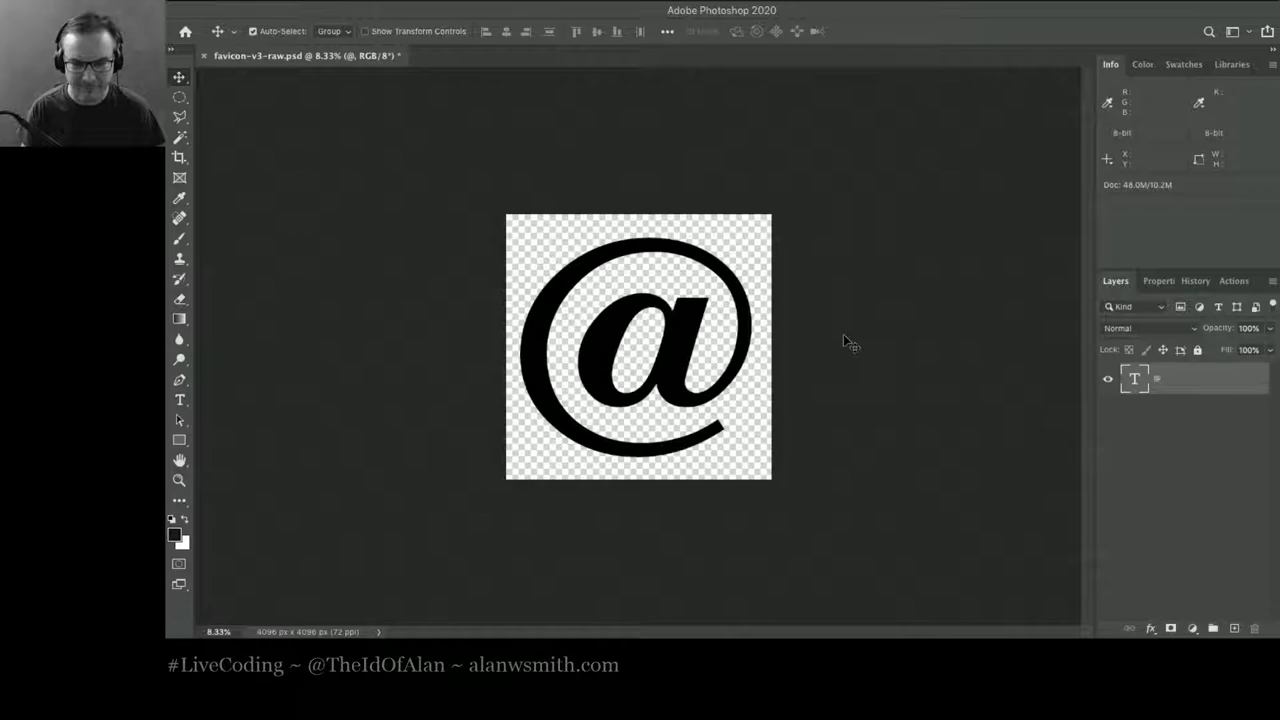 Adobe Photoshop 2020
Auto-Select: Group Show Transform Controls
× favicon-v3-raw.psd @ 8.33% (@, RGB/8*) *
Info Color Swatches Libraries
R: K:
G:
B:
8-bit 8-bit
X: W:
Y: H:
Doc: 48.0M/10.2M
@
Layers Properti History Actions
Kind
Normal Opacity: 100%
Lock: Fill: 100%
T
8.33% 4096 px x 4096 px (72 ppi)
#LiveCoding ~ @TheIdOfAlan ~ alanwsmith.com